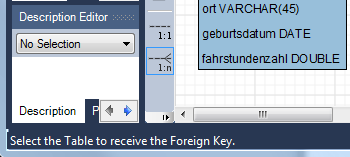 Description Editor
No Selection
Description
1:1
1:n
ort VARCHAR(45)
geburtsdatum DATE
fahrstundenzahl DOUBLE
Select the Table to receive the Foreign Key.